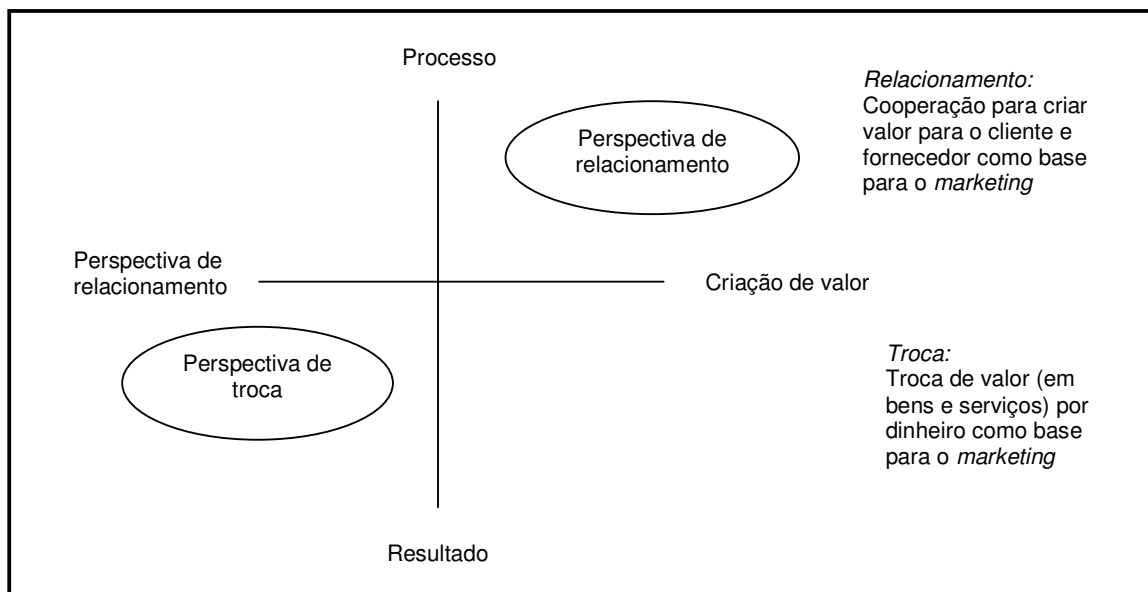 Processo
Relacionamento:
Cooperação para criar
valor para o cliente e
fornecedor como base
para o marketing
Perspectiva de
relacionamento
Perspectiva de
relacionamento
Criação de valor
Perspectiva de
troca
Troca:
Troca de valor (em
bens e serviços) por
dinheiro como base
para o marketing
Resultado